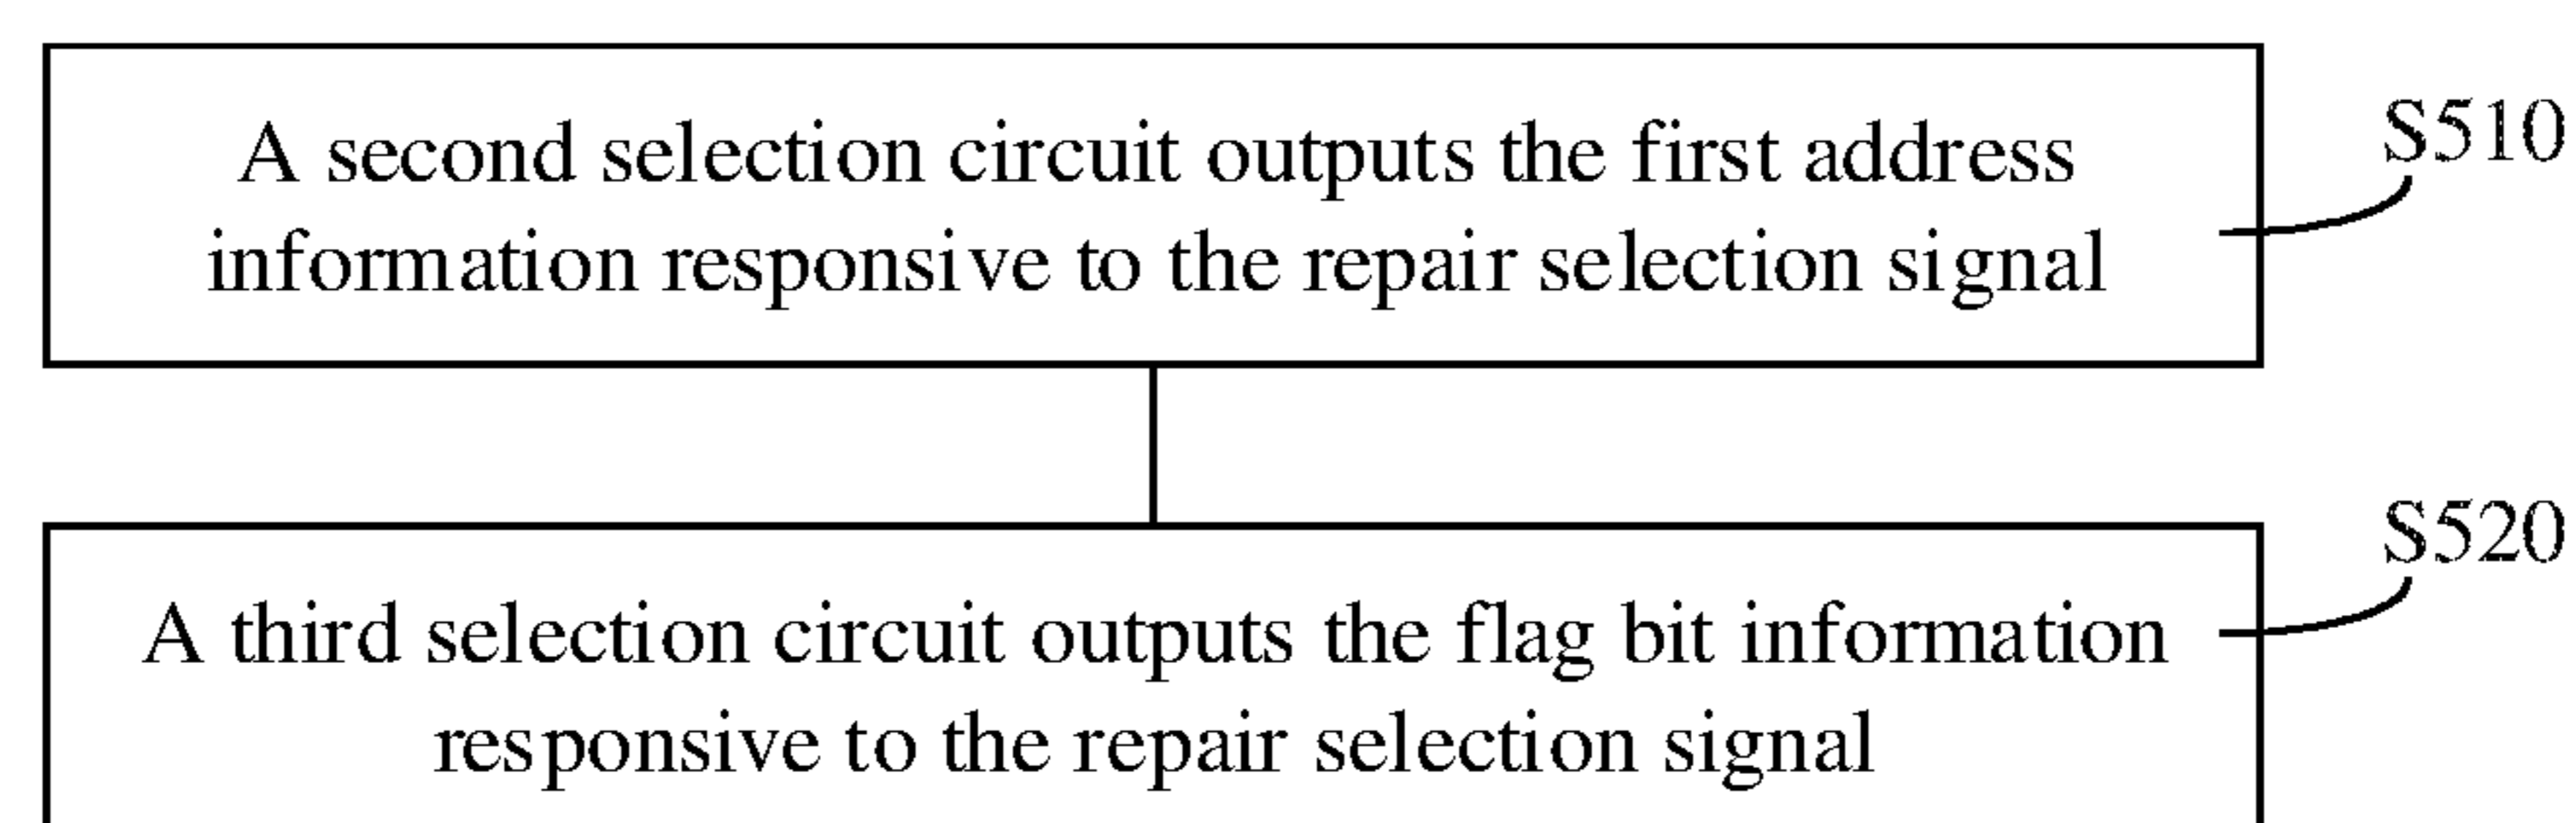 A second selection circuit outputs the first address
information responsive to the repair selection signal
S510
A third selection circuit outputs the flag bit information
responsive to the repair selection signal
S520